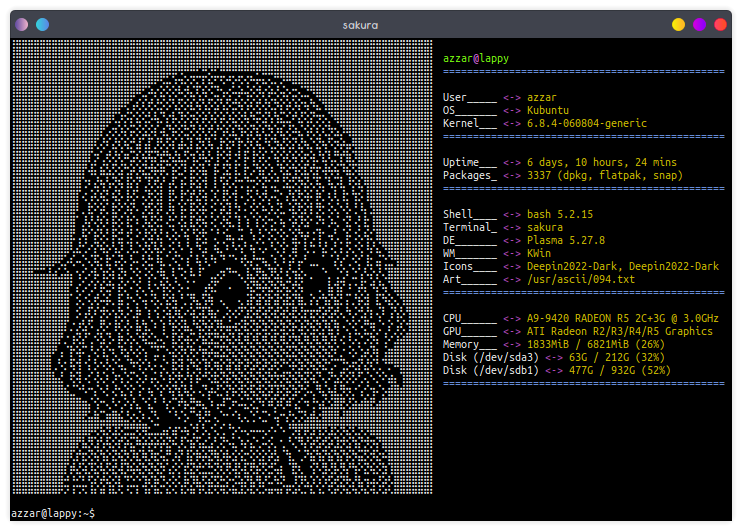 sakura
azzar@lappy
===============================================
User_____ <-> azzar
OS_______ <-> Kubuntu
Kernel___ <-> 6.8.4-060804-generic
===============================================
Uptime___ <-> 6 days, 10 hours, 24 mins
Packages_ <-> 3337 (dpkg, flatpak, snap)
===============================================
Shell____ <-> bash 5.2.15
Terminal_ <-> sakura
DE_______ <-> Plasma 5.27.8
WM_______ <-> KWin
Icons____ <-> Deepin2022-Dark, Deepin2022-Dark
Art______ <-> /usr/ascii/094.txt
===============================================
CPU______ <-> A9-9420 RADEON R5 2C+3G @ 3.0GHz
GPU______ <-> ATI Radeon R2/R3/R4/R5 Graphics
Memory___ <-> 1833MiB / 6821MiB (26%)
Disk (/dev/sda3) <-> 63G / 212G (32%)
Disk (/dev/sdb1) <-> 477G / 932G (52%)
===============================================
azzar@lappy:~$